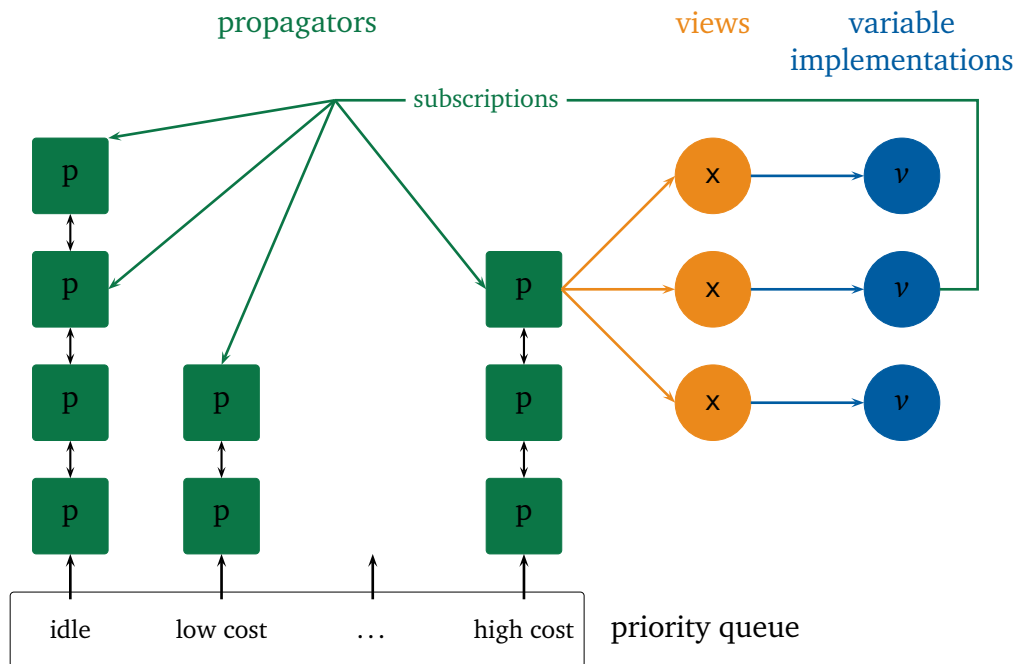 propagators
views
variable
implementations
subscriptions
p
x
v
p
p
x
v
p
p
x
v
p
p
p
idle
low cost
...
high cost
priority queue